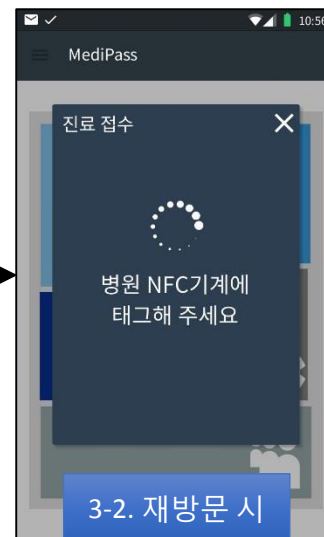 10:56
MediPass
진료 접수
병원 NFC기계에
태그해 주세요
3-2. 재방문 시